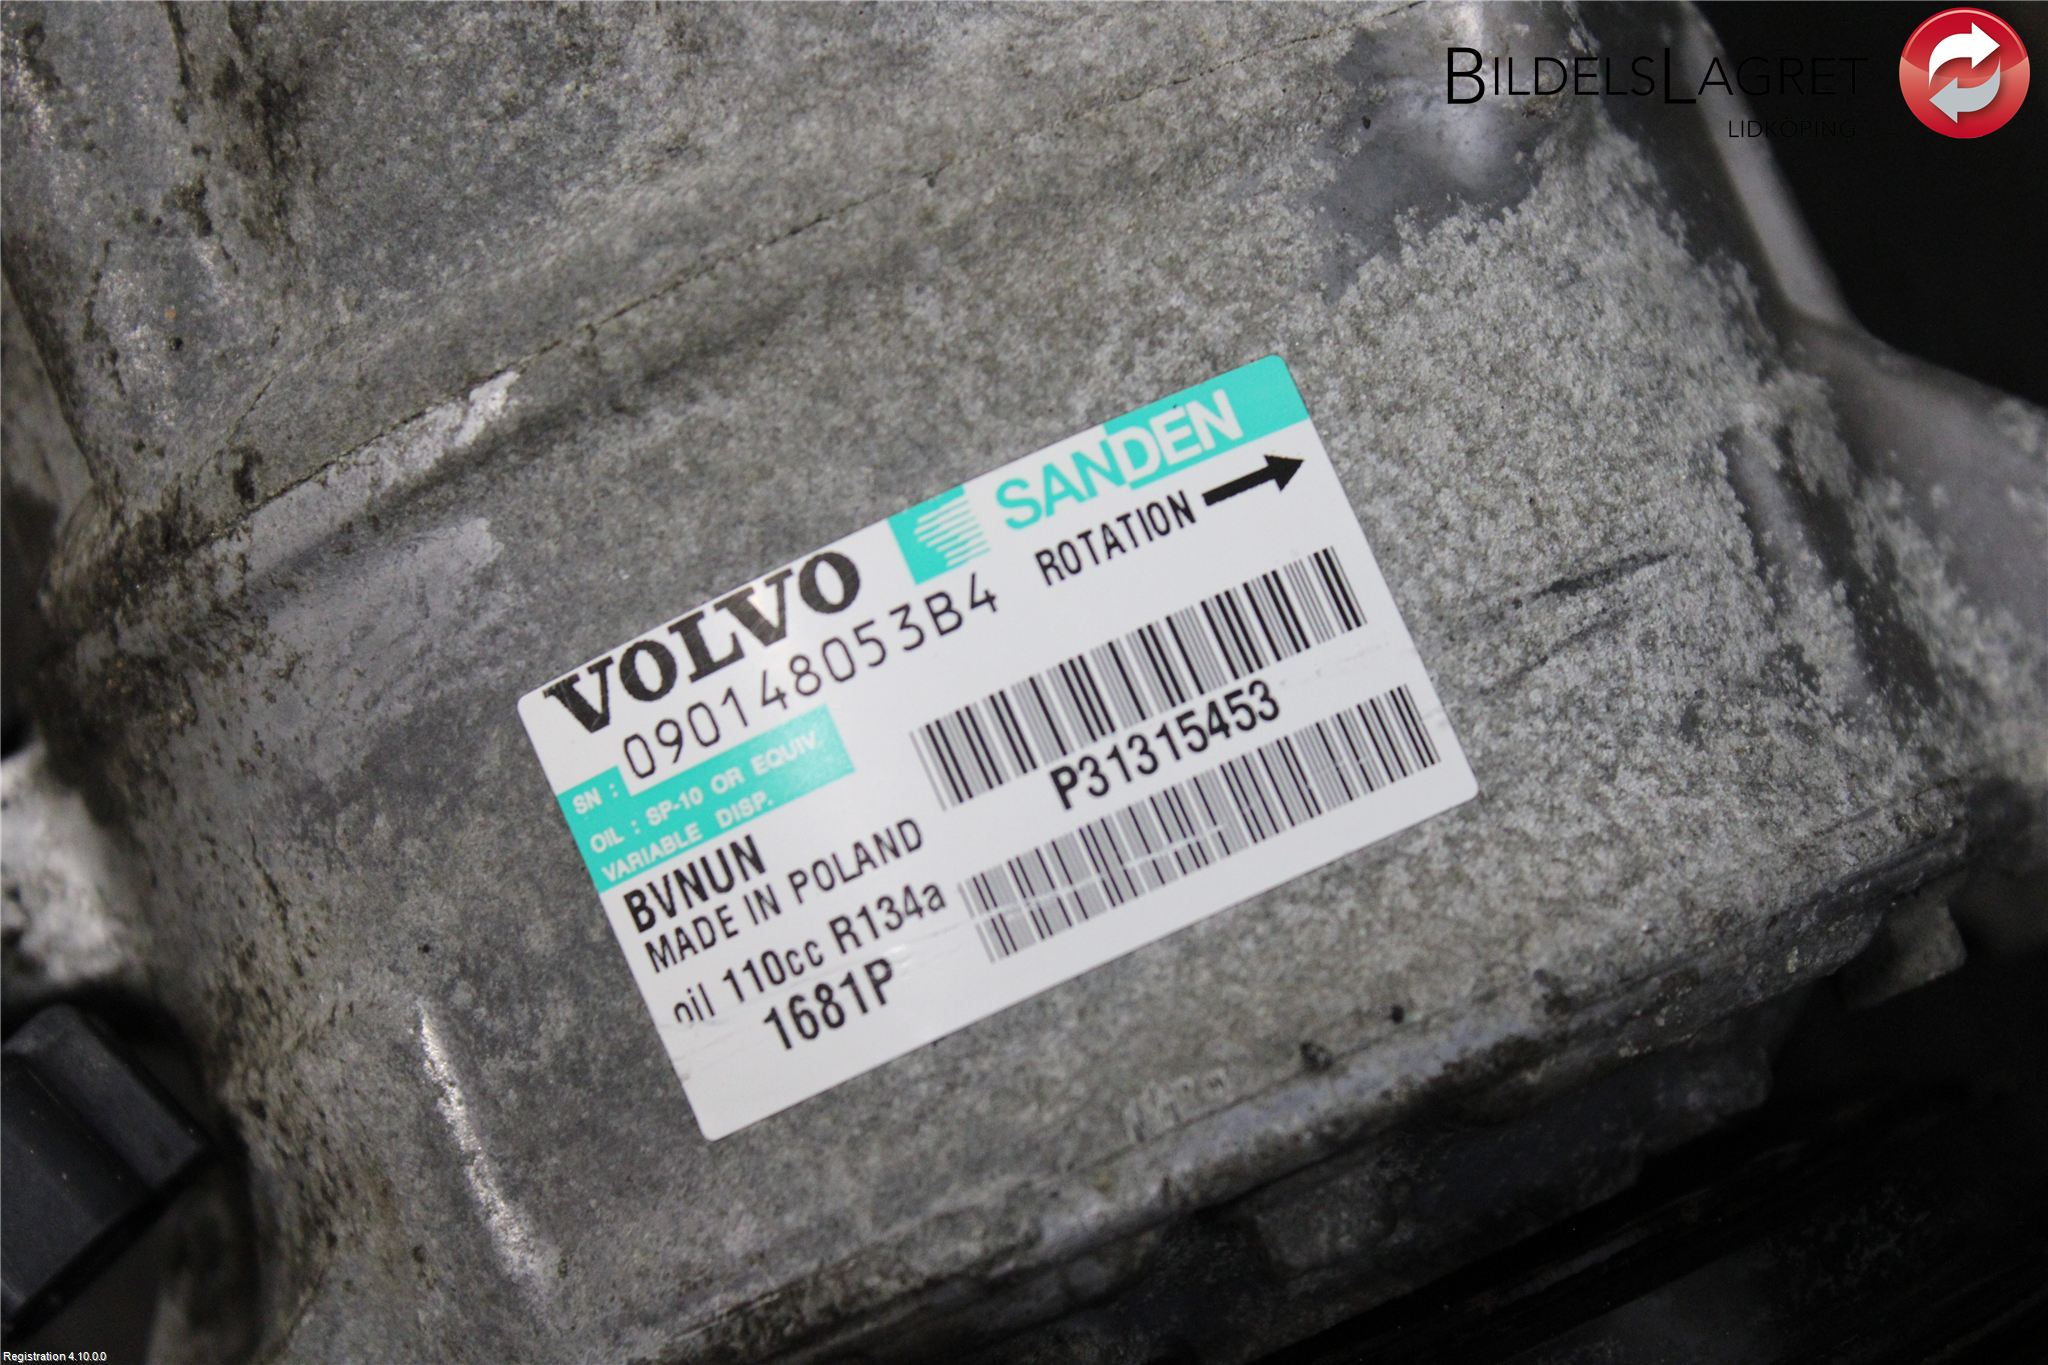 BILDELSLAGRET
LIDKÖPING
VOLVO SANDEN
SN : 090148053B4 ROTATION
OIL : SP-10 OR EQUIV.
VARIABLE DISP.
BVNUN
MADE IN POLAND
P31315453
oil 110cc R134a
1681P
Registration 4.10.0.0